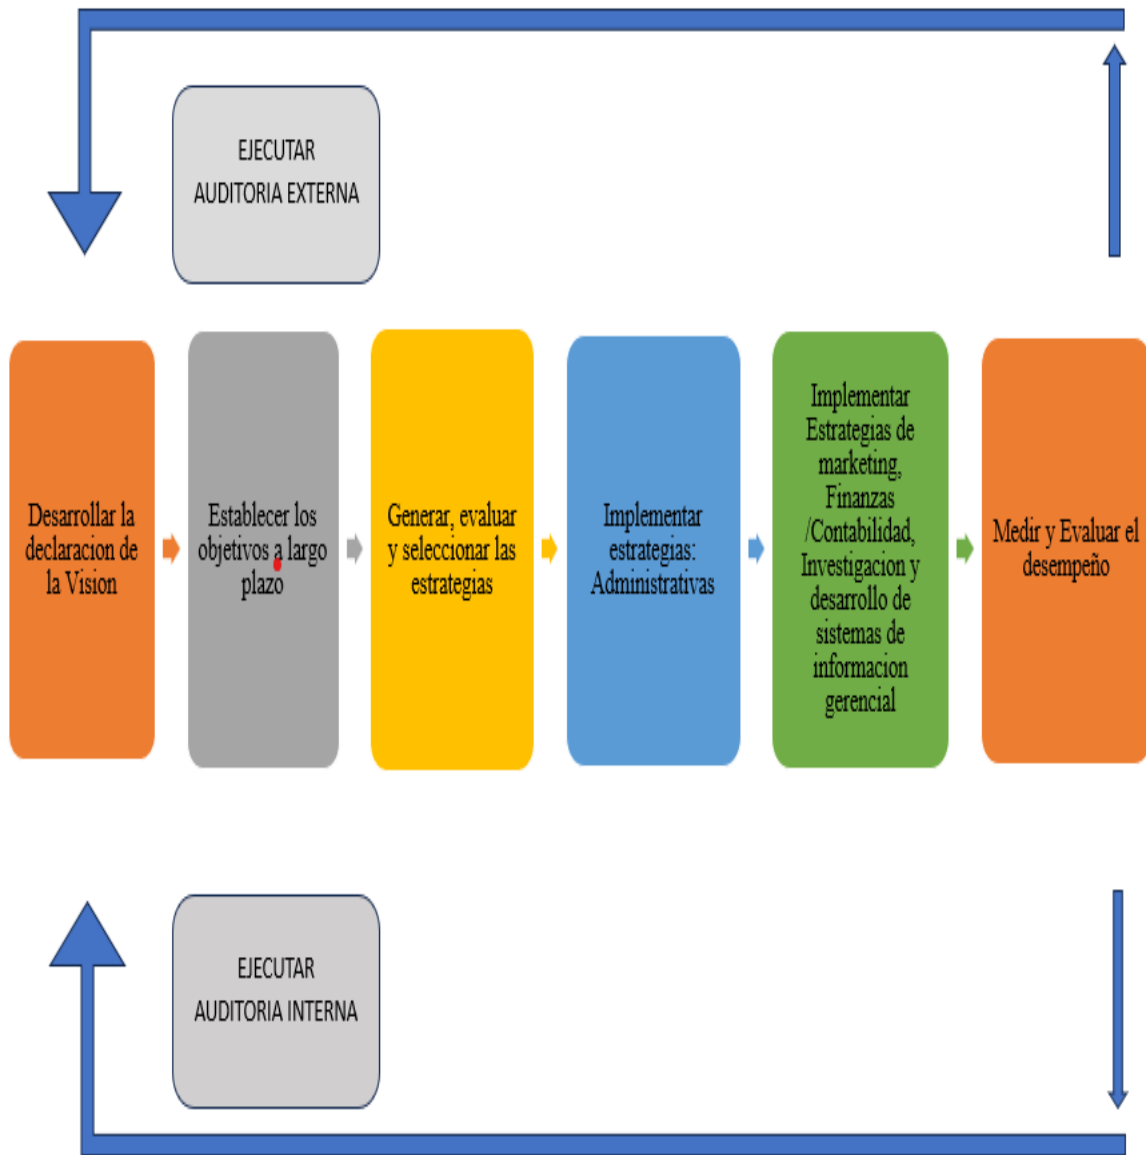 EJECUTAR
AUDITORIA EXTERNA
Desarrollar la
declaracion de
la Vision
Establecer los
objetivos a largo
plazo
Generar, evaluar
y seleccionar las
estrategias
Implementar
estrategias:
Administrativas
Implementar
Estrategias de
marketing,
Finanzas
/Contabilidad,
Investigacion y
desarrollo de
sistemas de
informacion
gerencial
Medir y Evaluar el
desempeño
EJECUTAR
AUDITORIA INTERNA